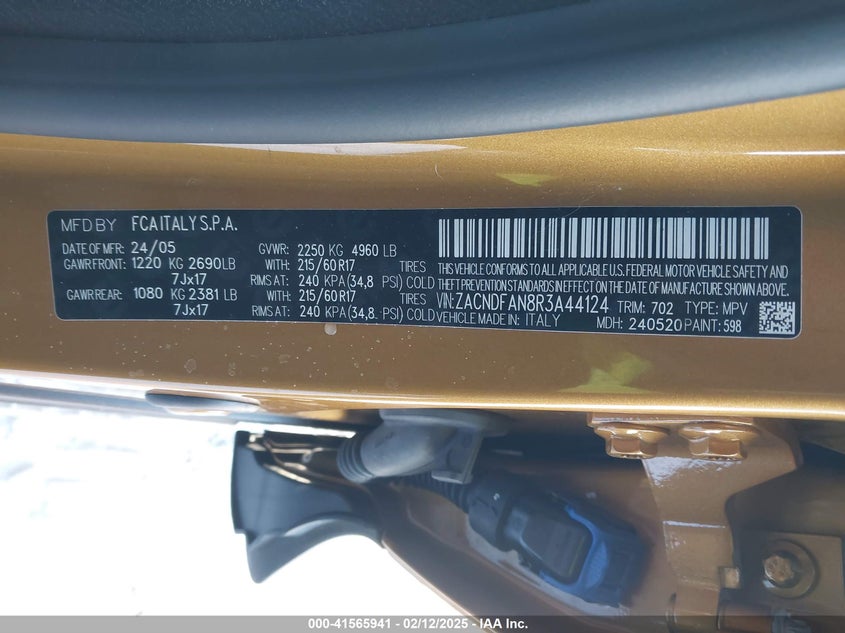 MFD BY FCA ITALY S.P.A.
DATE OF MFR: 24/05 GVWR: 2250 KG 4960 LB
GAWR FRONT: 1220 KG 2690LB WITH: 215/60R17 TIRES
7Jx17 RIMS AT: 240 KPA(34,8 PSI) COLD
GAWR REAR: 1080 KG 2381 LB WITH: 215/60R17 TIRES
7Jx17 RIMS AT: 240 KPA(34,8 PSI) COLD
THIS VEHICLE CONFORMS TO ALL APPLICABLE U.S. FEDERAL MOTOR VEHICLE SAFETY AND
THEFT PREVENTION STANDARDS IN EFFECT ON THE DATE OF MANUFACTURE SHOWN ABOVE.
VIN: ZACNDFAN8R3A44124 TRIM: 702 TYPE: MPV
VEHICLE MADE IN: ITALY MDH: 240520 PAINT: 598
000-41565941 - 02/12/2025 - IAA Inc.